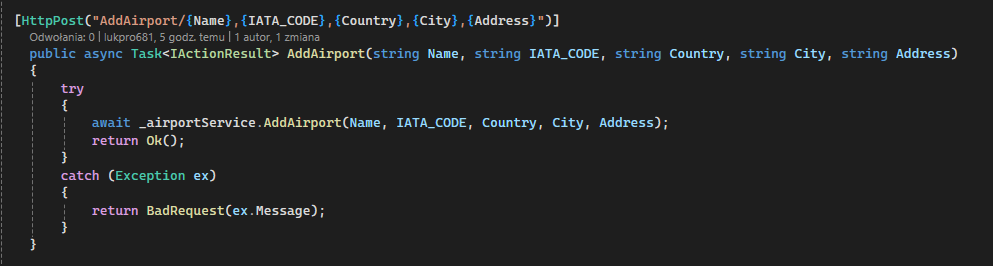 [HttpPost("AddAirport/{Name},{IATA_CODE},{Country},{City},{Address}")]
Odwołania: 0 | lukpro681, 5 godz. temu | 1 autor, 1 zmiana
public async Task<IActionResult> AddAirport(string Name, string IATA_CODE, string Country, string City, string Address)
{
try
{
await _airportService.AddAirport(Name, IATA_CODE, Country, City, Address);
return Ok();
}
catch (Exception ex)
{
return BadRequest(ex.Message);
}
}